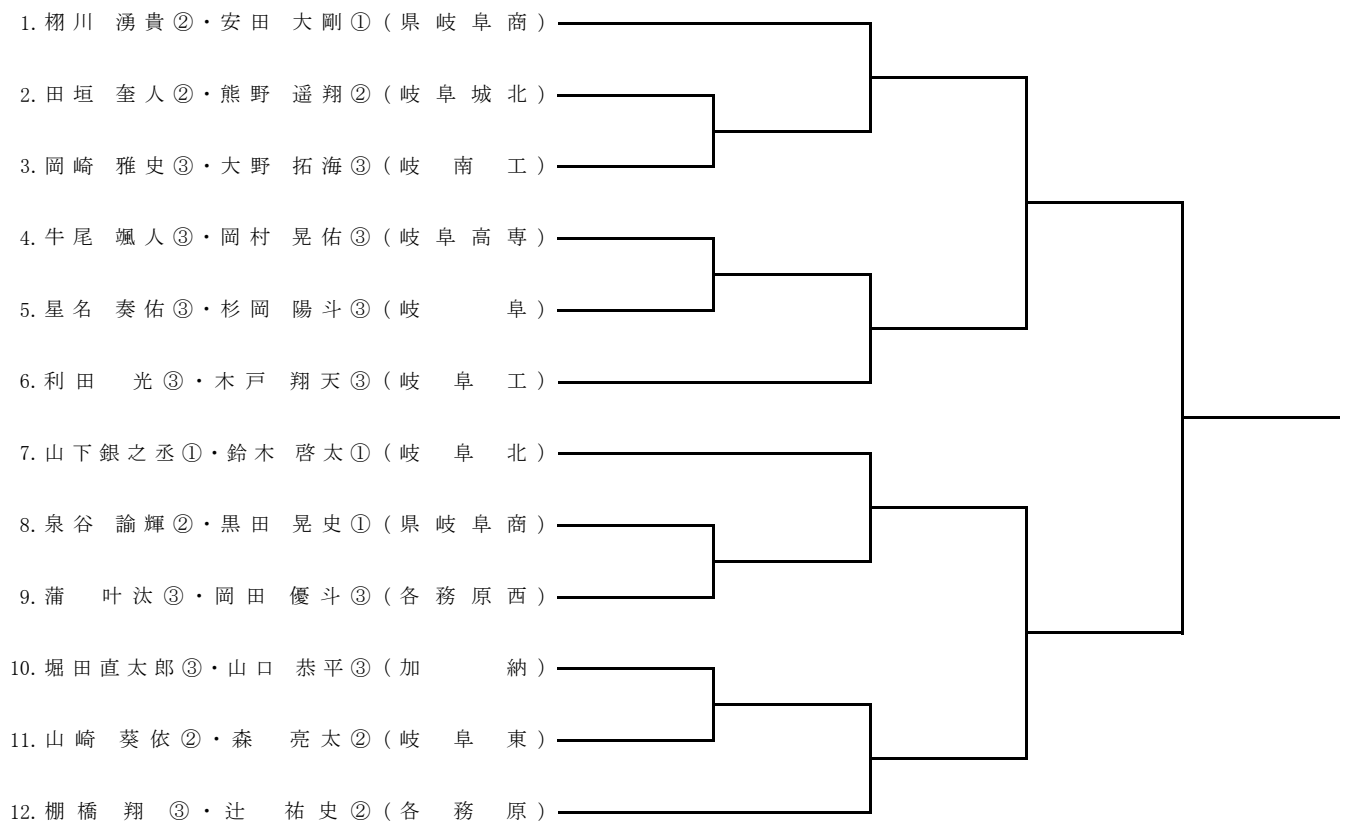 1. 栩川 湧貴②・安田 大剛①(県岐阜商)
2. 田垣 奎人②・熊野 遥翔②(岐阜城北)
3. 岡崎 雅史③・大野 拓海③(岐南工)
4. 牛尾 颯人③・岡村 晃佑③(岐阜高専)
5. 星名 奏佑③・杉岡 陽斗③(岐阜)
6. 利田 光③・木戸 翔天③(岐阜工)
7. 山下銀之丞①・鈴木 啓太①(岐阜北)
8. 泉谷 諭輝②・黒田 晃史①(県岐阜商)
9. 蒲 叶汰③・岡田 優斗③(各務原西)
10. 堀田直太郎③・山口 恭平③(加納)
11. 山崎 葵依②・森 亮太②(岐阜東)
12. 棚橋 翔③・辻 祐史②(各務原)